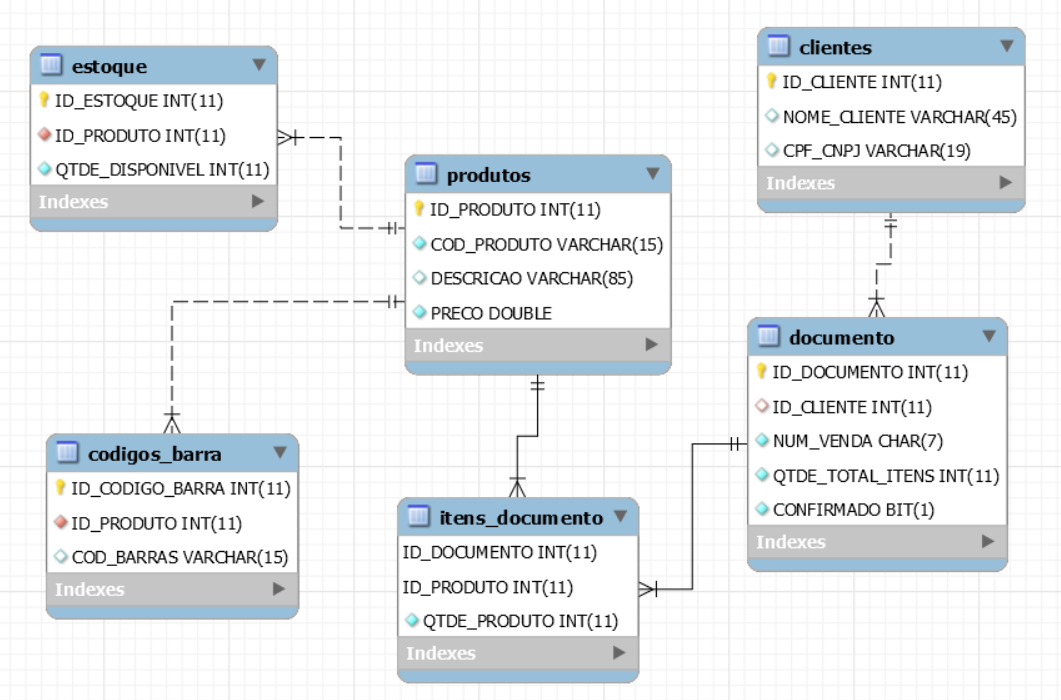 estoque
ID_ESTOQUE INT(11)
ID_PRODUTO INT(11)
QTDE_DISPONIVEL INT(11)
Indexes
produtos
ID_PRODUTO INT(11)
COD_PRODUTO VARCHAR(15)
DESCRICAO VARCHAR(85)
PRECO DOUBLE
Indexes
clientes
ID_CLIENTE INT(11)
NOME_CLIENTE VARCHAR(45)
CPF_CNPJ VARCHAR(19)
Indexes
documento
ID_DOCUMENTO INT(11)
ID_CLIENTE INT(11)
NUM_VENDA CHAR(7)
QTDE_TOTAL_ITENS INT(11)
CONFIRMADO BIT(1)
Indexes
codigos_barra
ID_CODIGO_BARRA INT(11)
ID_PRODUTO INT(11)
COD_BARRAS VARCHAR(15)
Indexes
itens_documento
ID_DOCUMENTO INT(11)
ID_PRODUTO INT(11)
QTDE_PRODUTO INT(11)
Indexes